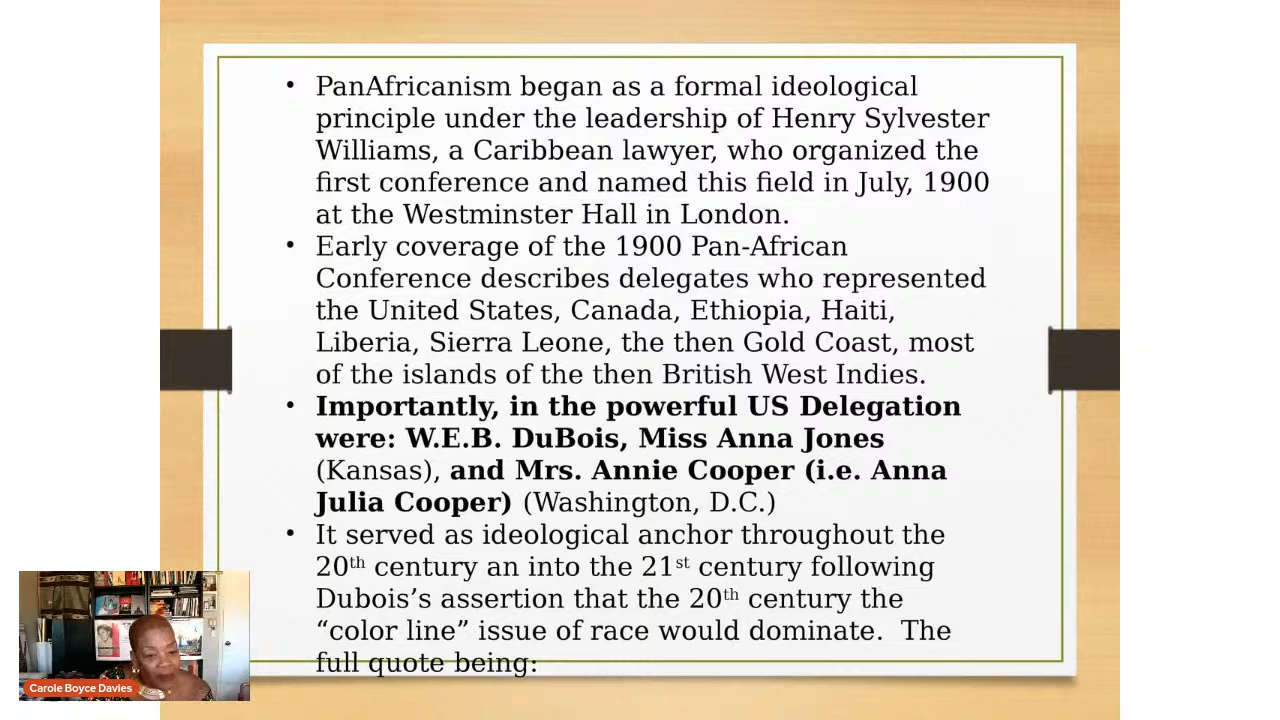 • PanAfricanism began as a formal ideological
principle under the leadership of Henry Sylvester
Williams, a Caribbean lawyer, who organized the
first conference and named this field in July, 1900
at the Westminster Hall in London.
• Early coverage of the 1900 Pan-African
Conference describes delegates who represented
the United States, Canada, Ethiopia, Haiti,
Liberia, Sierra Leone, the then Gold Coast, most
of the islands of the then British West Indies.
• Importantly, in the powerful US Delegation
were: W.E.B. DuBois, Miss Anna Jones
(Kansas), and Mrs. Annie Cooper (i.e. Anna
Julia Cooper) (Washington, D.C.)
• It served as ideological anchor throughout the
20th century an into the 21st century following
Dubois’s assertion that the 20th century the
“color line” issue of race would dominate.  The
full quote being:
Carole Boyce Davies